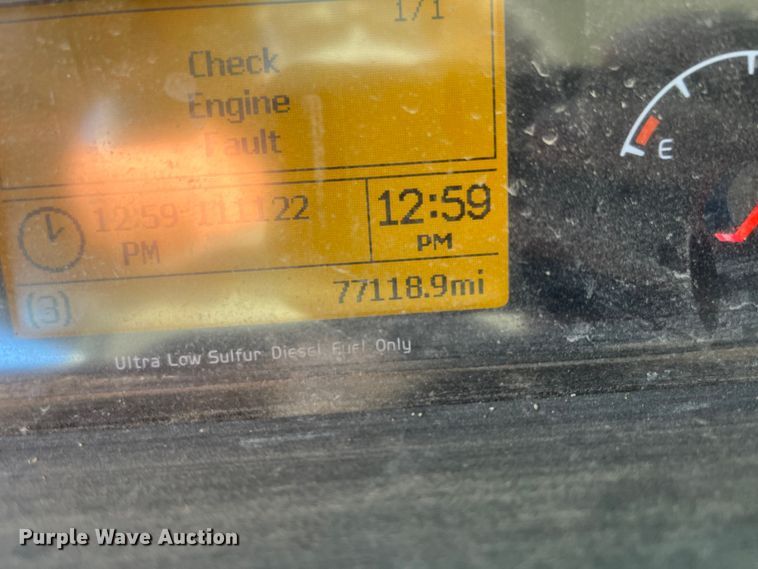 1/1
Check
Engine
Fault
12:59 111122
PM
12:59
PM
77118.9mi
(3)
Ultra Low Sulfur Diesel Fuel Only
E
Purple Wave Auction